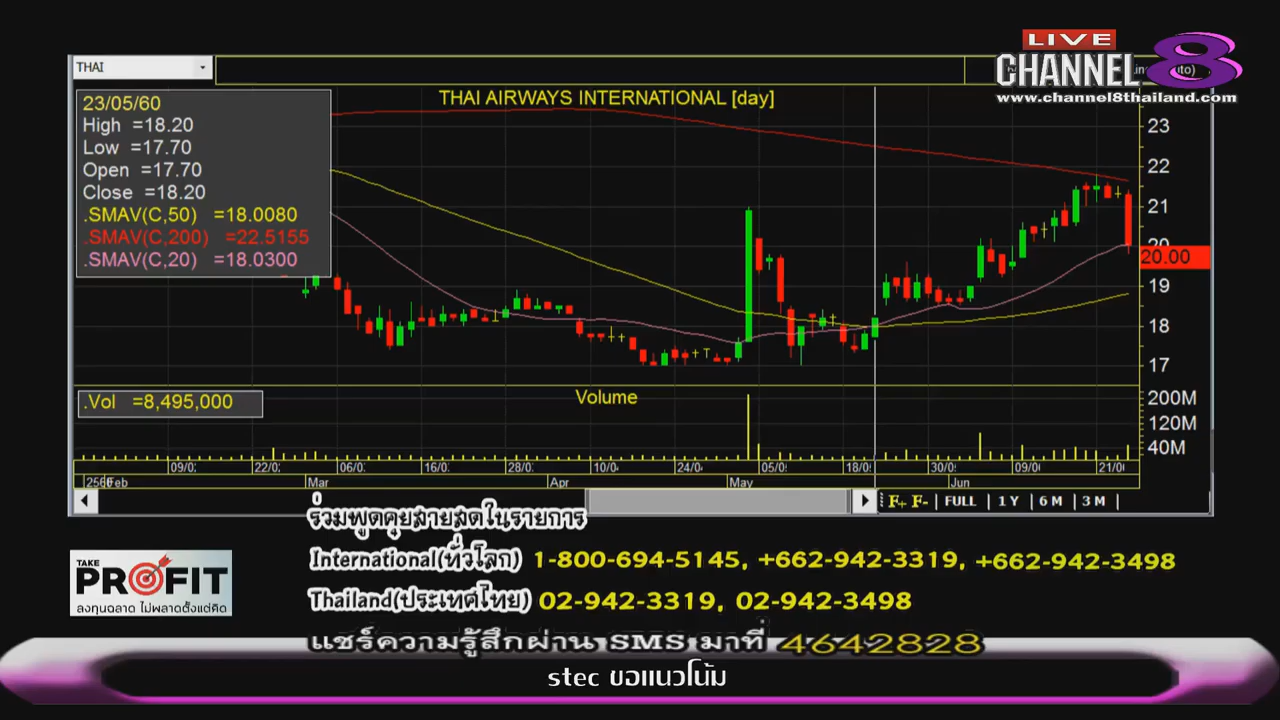 LIVE
CHANNEL 8
www.channel8thailand.com
THAI
THAI AIRWAYS INTERNATIONAL [day]
23/05/60
High =18.20
Low =17.70
Open =17.70
Close =18.20
.SMAV(C,50) =18.0080
.SMAV(C,200) =22.5155
.SMAV(C,20) =18.0300
23
22
21
20
20.00
19
18
17
.Vol =8,495,000
Volume
200M
120M
40M
09/0 22/0 06/0 16/0 28/0 10/0 24/0 05/0 18/0 30/0 09/0 21/0
Feb Mar Apr May Jun
F+ F- | FULL | 1 Y | 6 M | 3 M |
ร่วมพูดคุยสายสดในรายการ
International(ทั่วโลก) 1-800-694-5145, +662-942-3319, +662-942-3498
TAKE PROFIT
ลงทุนฉลาด ไม่พลาดตั้งแต่คิด
Thailand(ประเทศไทย) 02-942-3319, 02-942-3498
แชร์ความรู้สึกผ่าน SMS มาที่ 4642828
stec ขอแนวโน้ม